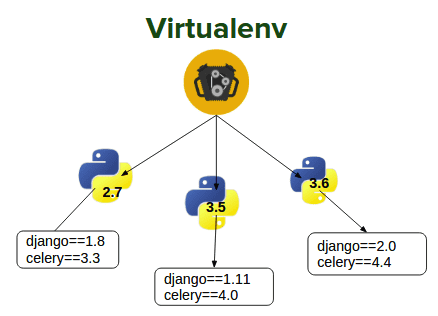 Virtualenv
2.7
3.5
3.6
django==1.8
celery==3.3
django==1.11
celery==4.0
django==2.0
celery==4.4